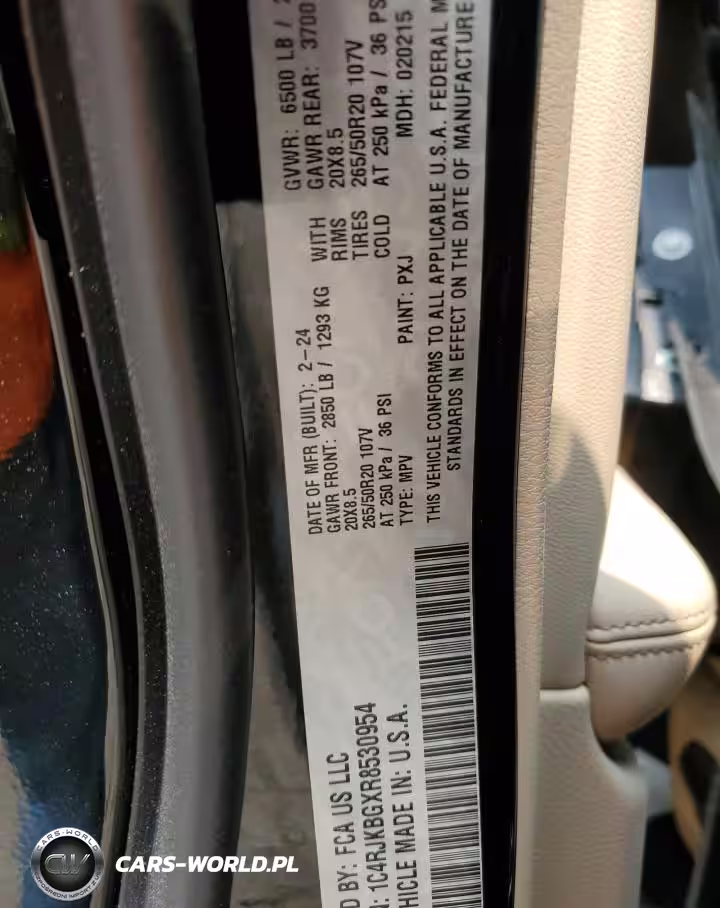 D BY: FCA US LLC
N: 1C4RJKBGXR8530954
HICLE MADE IN: U.S.A.
DATE OF MFR (BUILT): 2-24 GVWR: 6500 LB /
GAWR FRONT: 2850 LB / 1293 KG WITH GAWR REAR: 3700
20X8.5 RIMS 20X8.5
265/50R20 107V TIRES 265/50R20 107V
AT 250 kPa / 36 PSI COLD AT 250 kPa / 36 PS
TYPE: MPV PAINT: PXJ MDH: 020215
THIS VEHICLE CONFORMS TO ALL APPLICABLE U.S.A. FEDERAL M
STANDARDS IN EFFECT ON THE DATE OF MANUFACTURE
CARS-WORLD
CW
CARS-WORLD.PL